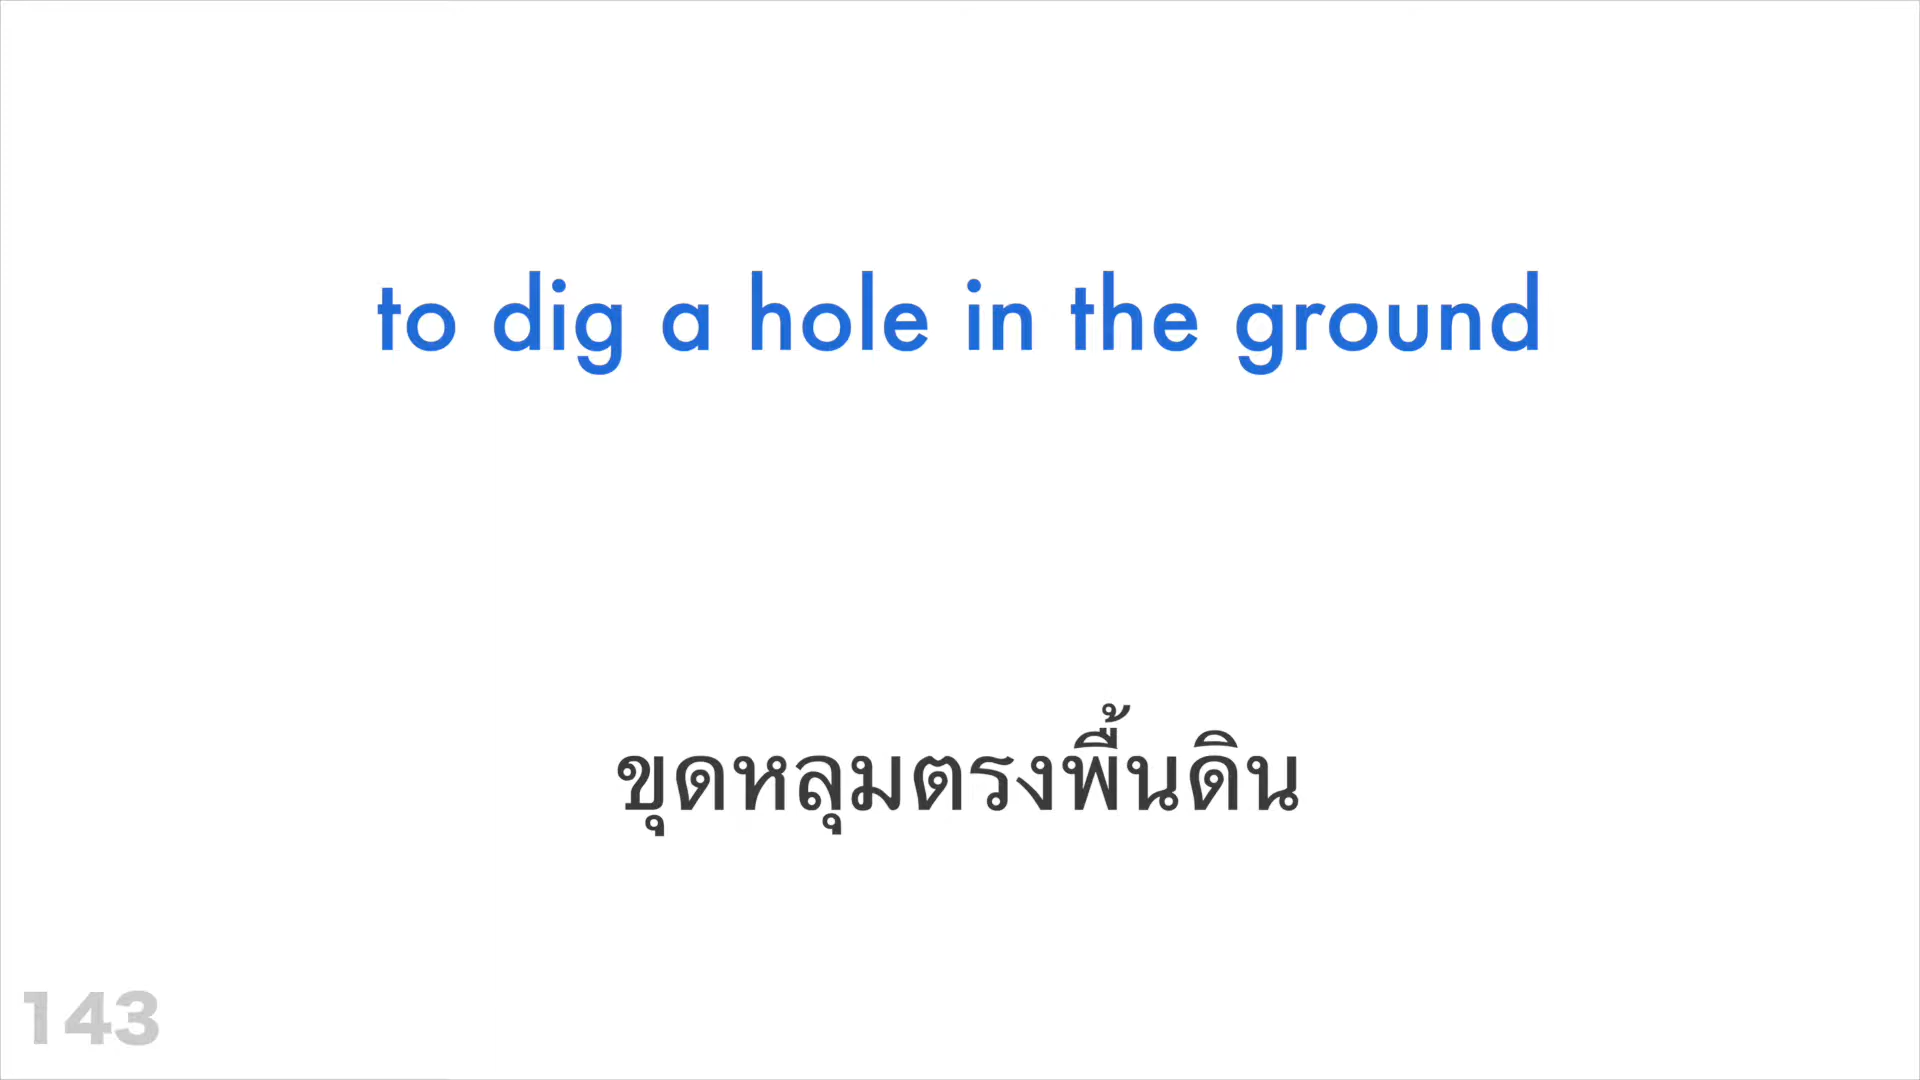 to dig a hole in the ground
ขุดหลุมตรงพื้นดิน
143